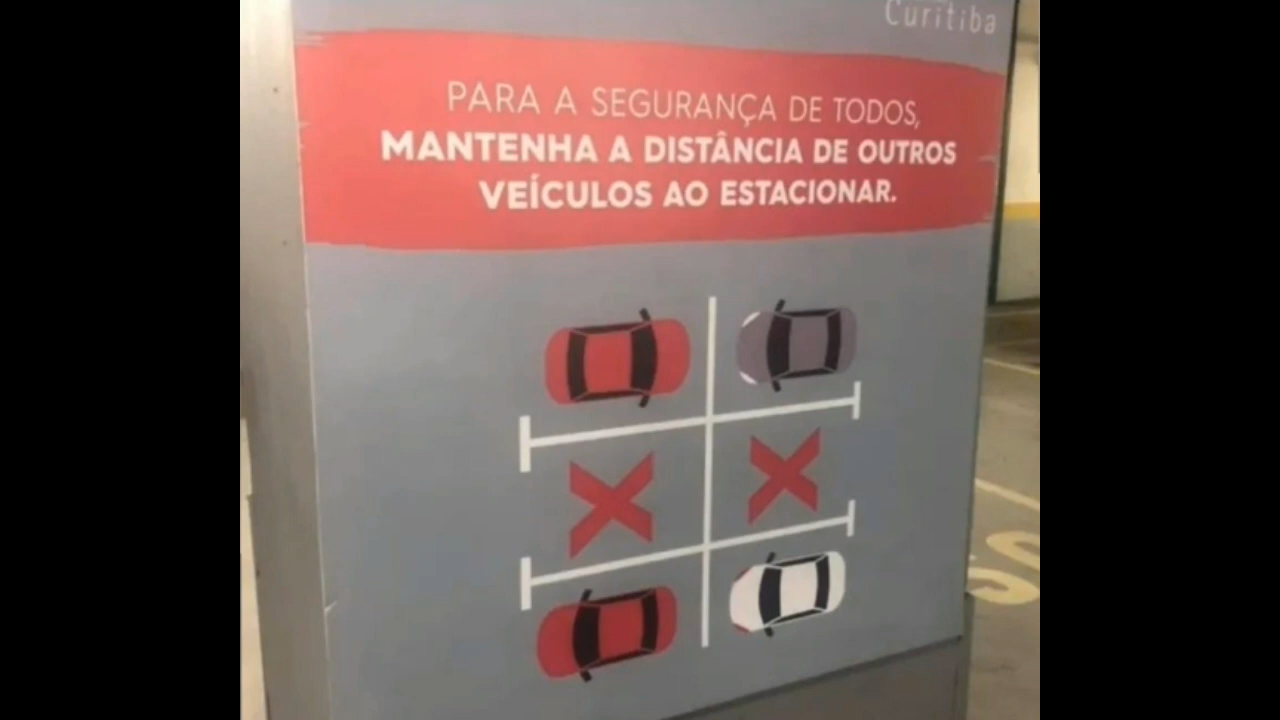 Curitiba
PARA A SEGURANÇA DE TODOS,
MANTENHA A DISTÂNCIA DE OUTROS
VEÍCULOS AO ESTACIONAR.